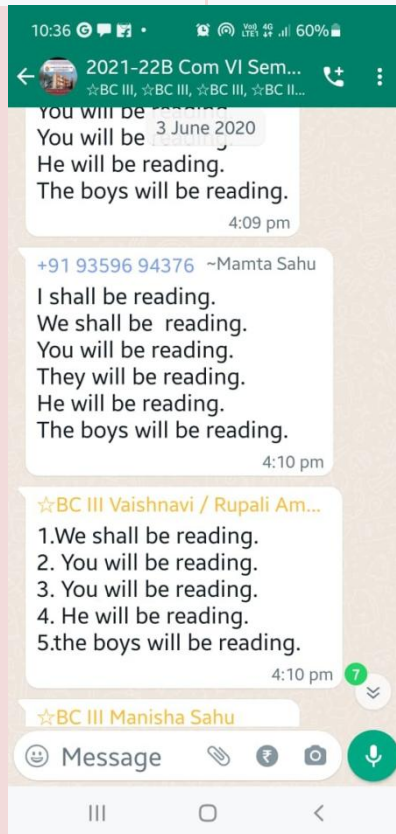 10:36 G • Vo)) 4G LTE1 60%
2021-22B Com VI Sem...
☆BC III, ☆BC III, ☆BC III, ☆BC II...
You will be reading.
3 June 2020
You will be reading.
He will be reading.
The boys will be reading.
4:09 pm
+91 93596 94376 ~Mamta Sahu
I shall be reading.
We shall be reading.
You will be reading.
They will be reading.
He will be reading.
The boys will be reading.
4:10 pm
☆BC III Vaishnavi / Rupali Am...
1.We shall be reading.
2. You will be reading.
3. You will be reading.
4. He will be reading.
5.the boys will be reading.
4:10 pm
7
☆BC III Manisha Sahu
Message
₹